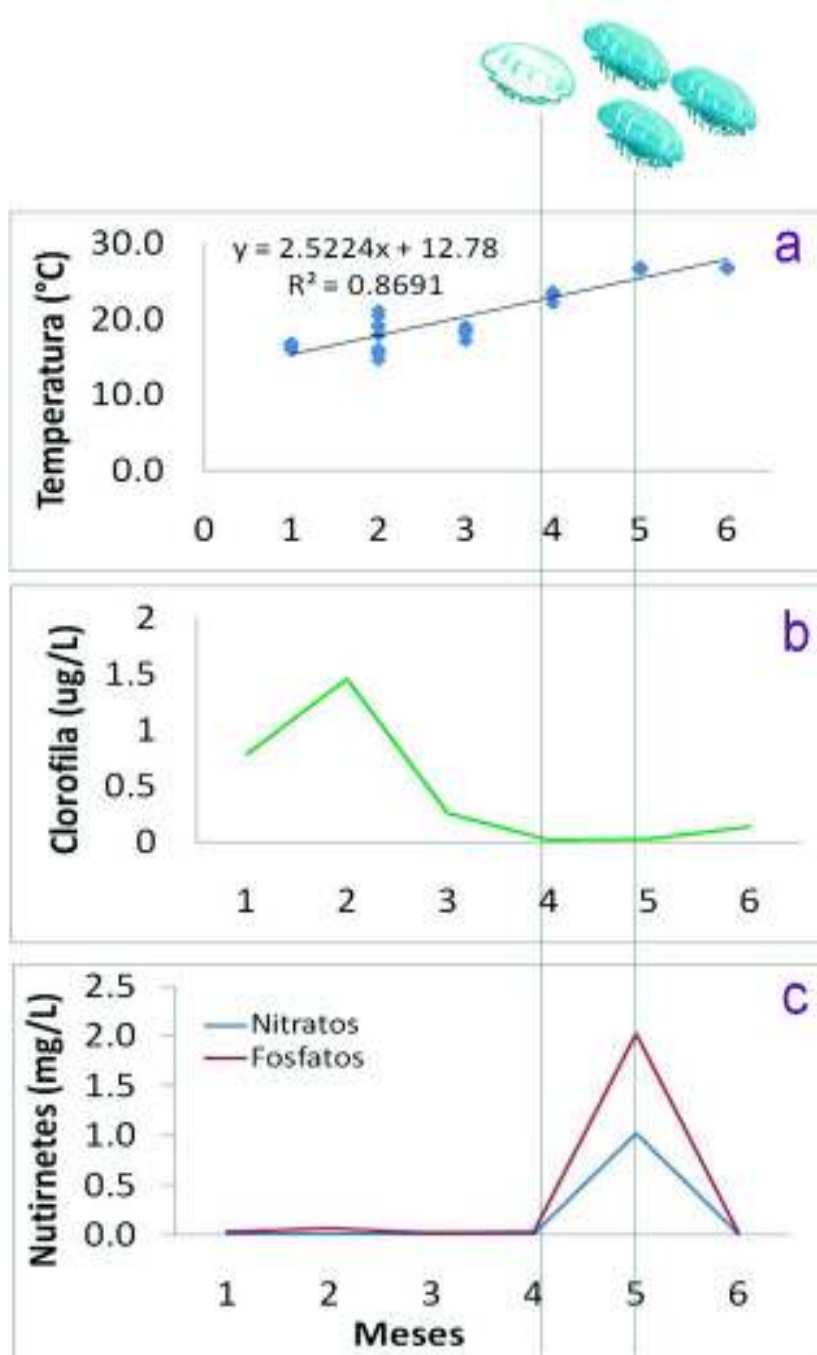 a
y = 2.5224x + 12.78
R² = 0.8691
Temperatura (°C)
30.0
20.0
10.0
0.0
0 1 2 3 4 5 6
b
Clorofila (ug/L)
2
1.5
1
0.5
0
1 2 3 4 5 6
c
Nutirnetes (mg/L)
2.5
2.0
1.5
1.0
0.5
0.0
Nitratos
Fosfatos
1 2 3 4 5 6
Meses